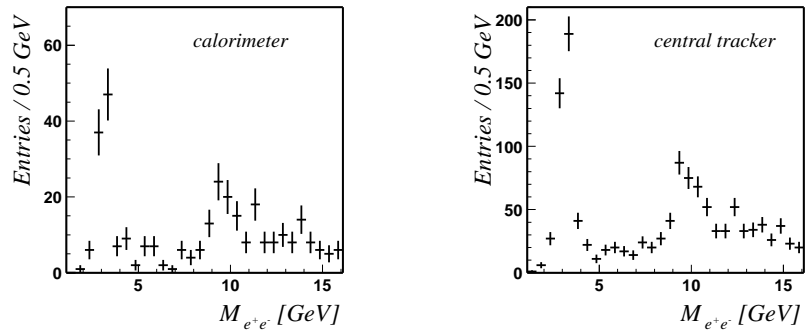 Entries / 0.5 GeV
60
40
20
0
calorimeter
5
10
15
M e⁺e⁻ [GeV]
Entries / 0.5 GeV
200
150
100
50
0
central tracker
5
10
15
M e⁺e⁻ [GeV]